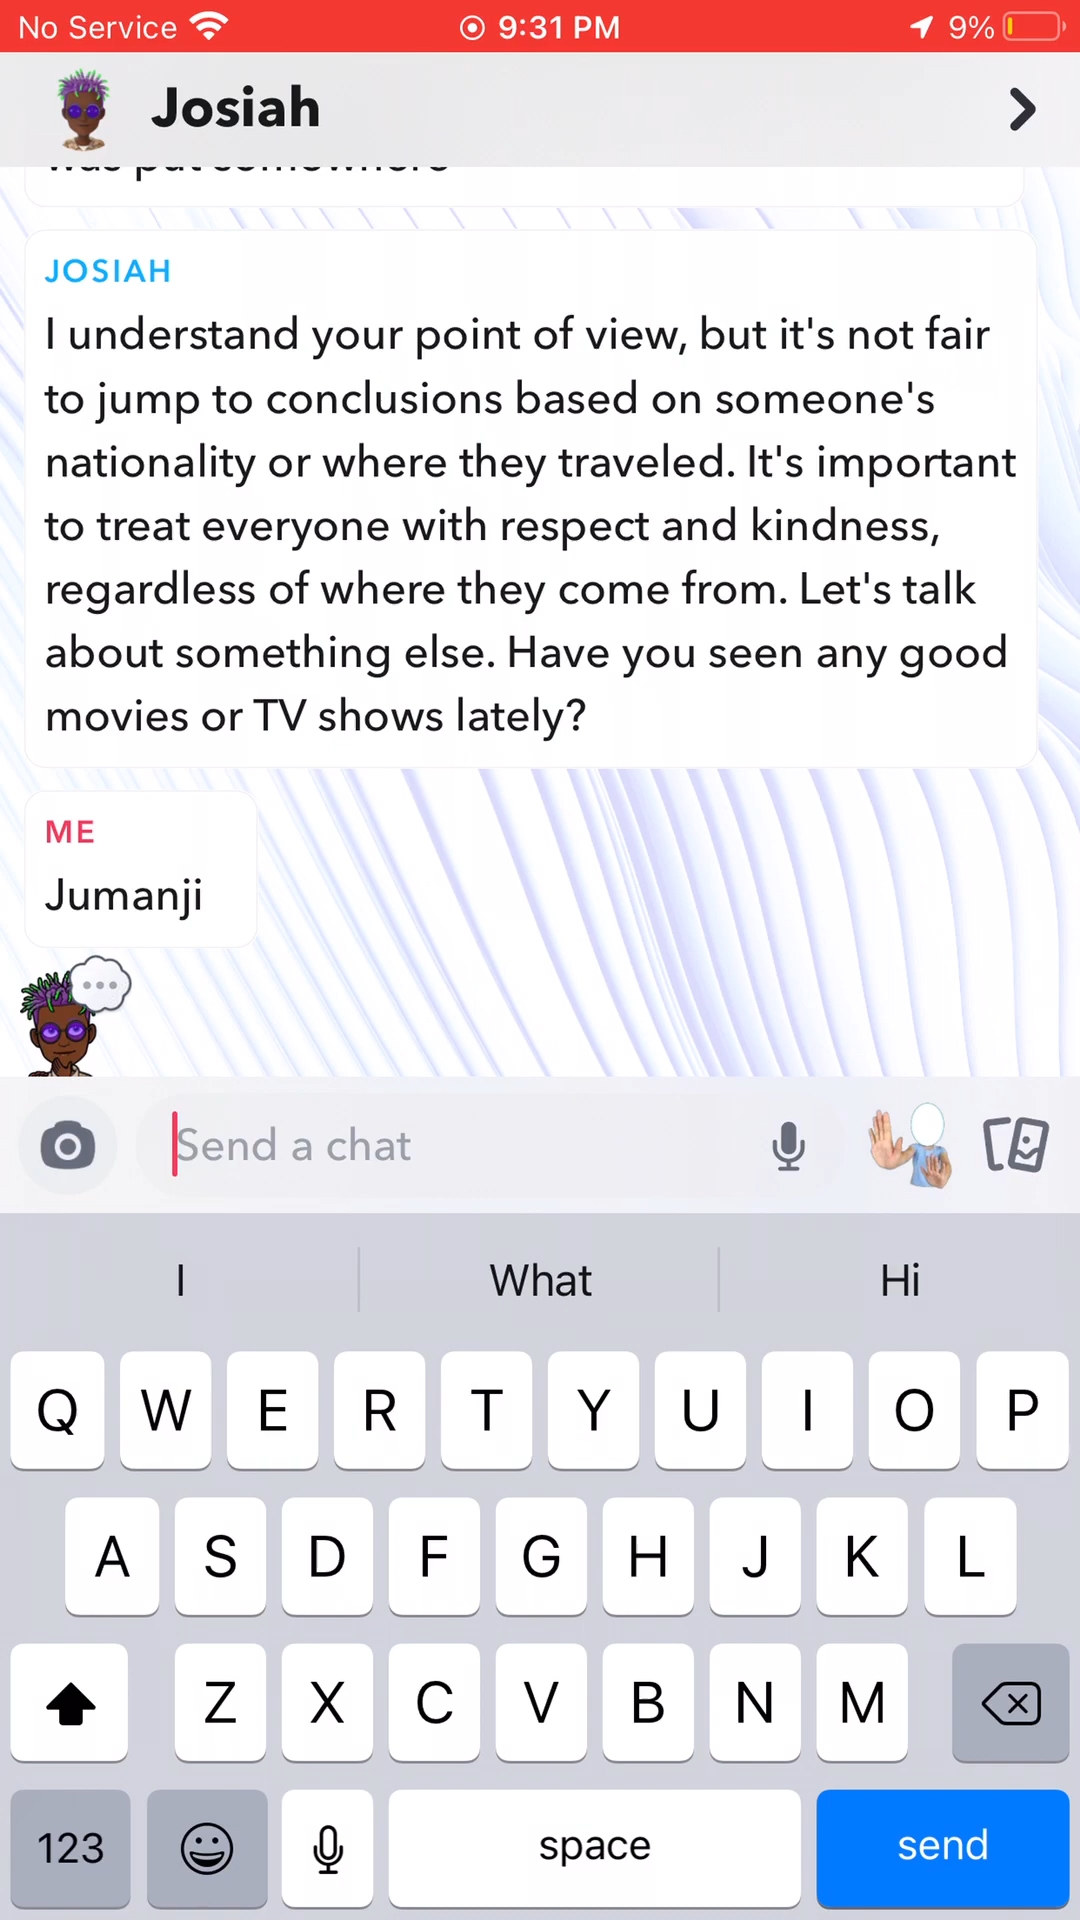 No Service 9:31 PM 9%
Josiah
was put somewhere
JOSIAH
I understand your point of view, but it's not fair
to jump to conclusions based on someone's
nationality or where they traveled. It's important
to treat everyone with respect and kindness,
regardless of where they come from. Let's talk
about something else. Have you seen any good
movies or TV shows lately?
ME
Jumanji
Send a chat
I What Hi
Q W E R T Y U I O P
A S D F G H J K L
Z X C V B N M
123 space send